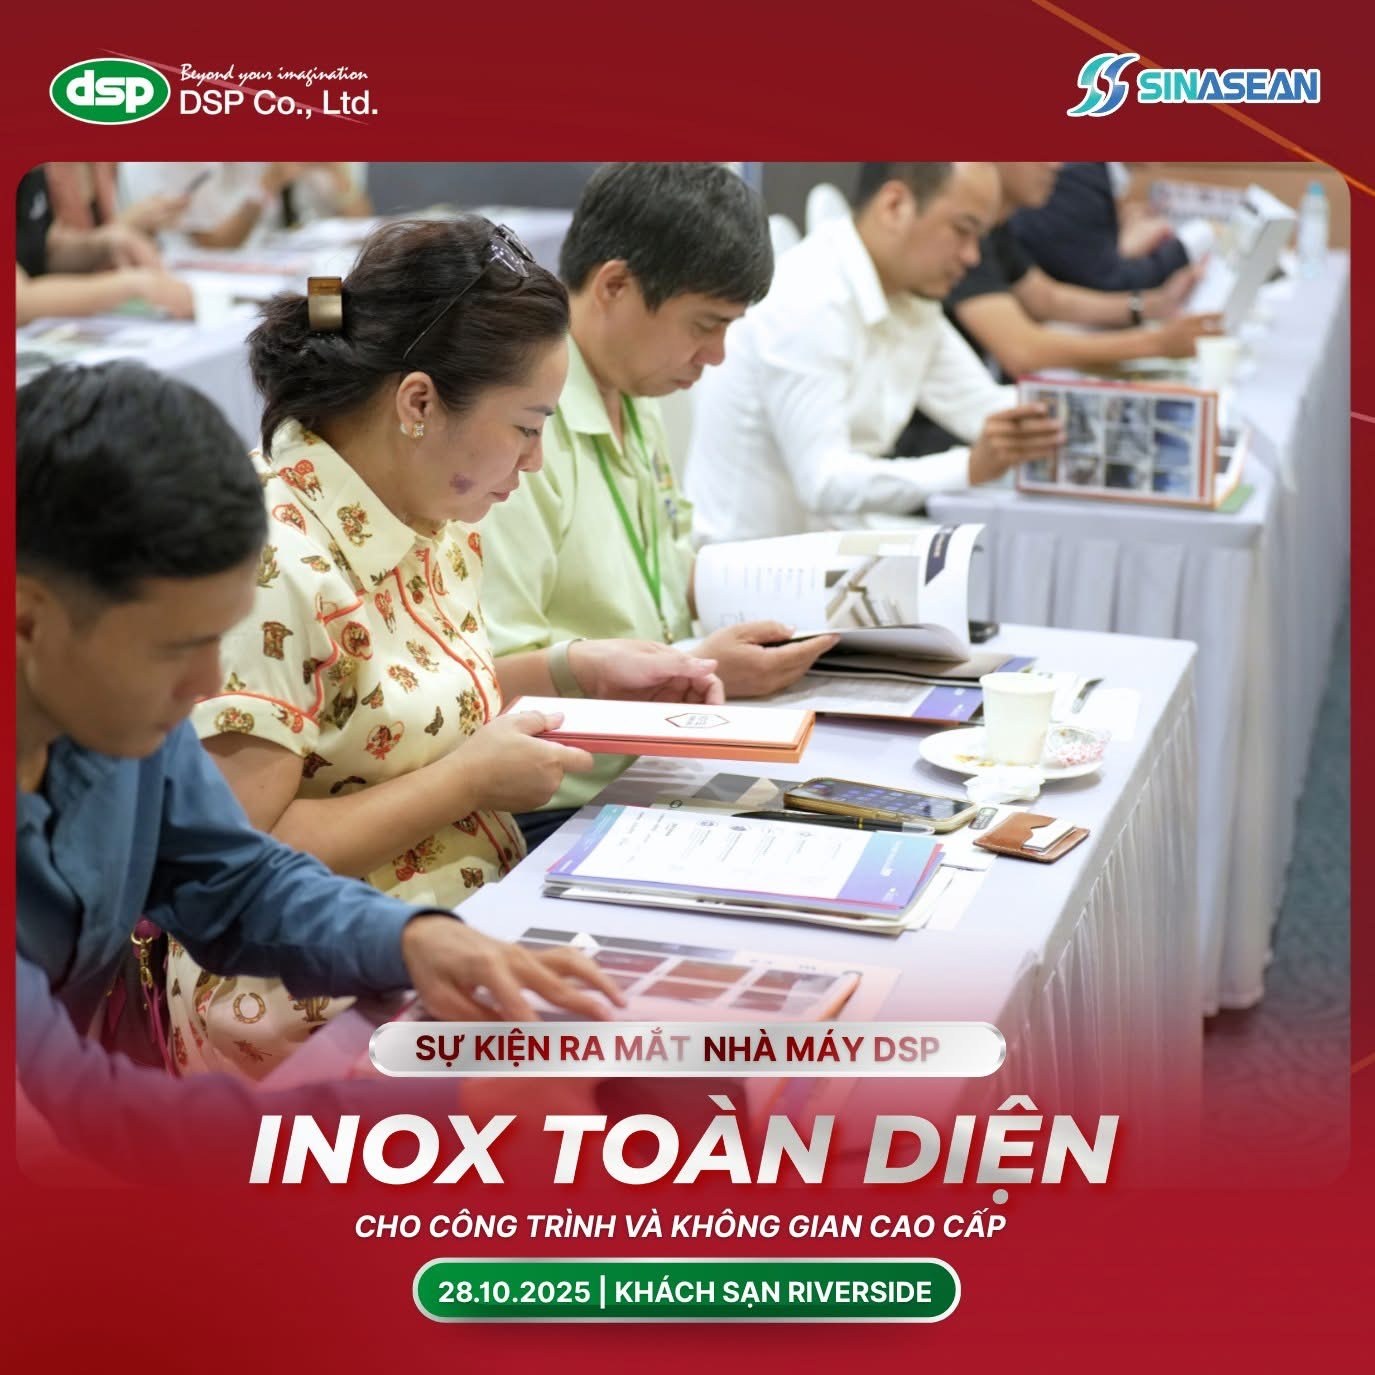 dsp
Beyond your imagination
DSP Co., Ltd.
SINASEAN
SỰ KIỆN RA MẮT NHÀ MÁY DSP
INOX TOÀN DIỆN
CHO CÔNG TRÌNH VÀ KHÔNG GIAN CAO CẤP
28.10.2025 | KHÁCH SẠN RIVERSIDE